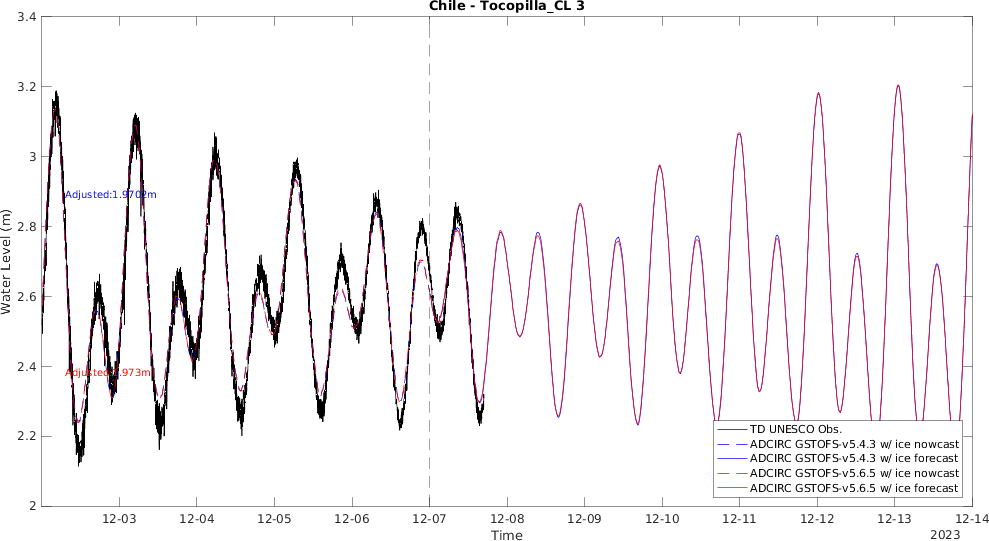 Chile - Tocopilla_CL 3
3.4
3.2
3
2.8
2.6
2.4
2.2
2
Water Level (m)
Adjusted:1.9702m
Adjusted:1.973m
TD UNESCO Obs.
ADCIRC GSTOFS-v5.4.3 w/ ice nowcast
ADCIRC GSTOFS-v5.4.3 w/ ice forecast
ADCIRC GSTOFS-v5.6.5 w/ ice nowcast
ADCIRC GSTOFS-v5.6.5 w/ ice forecast
12-03 12-04 12-05 12-06 12-07 12-08 12-09 12-10 12-11 12-12 12-13 12-14
Time
2023